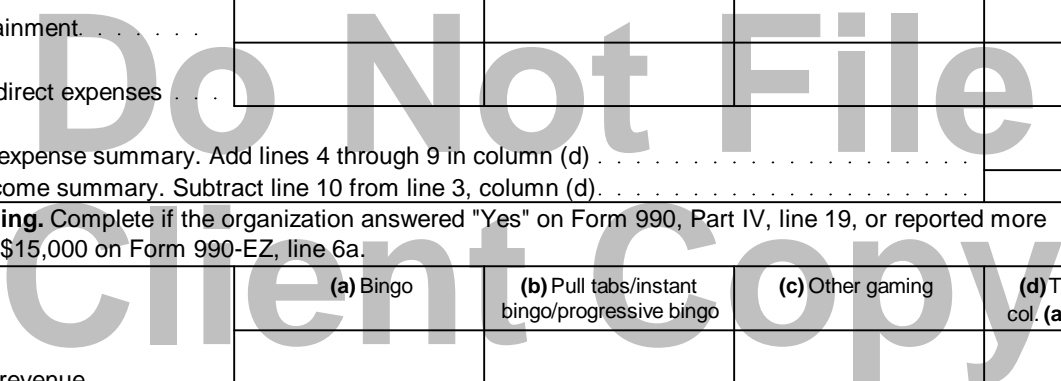 ainment. . . . . . .
Do Not File
direct expenses . . .
expense summary. Add lines 4 through 9 in column (d) . . . . . . . . . . . . . . . . . . . . .
come summary. Subtract line 10 from line 3, column (d). . . . . . . . . . . . . . . . . . . . .
ing. Complete if the organization answered "Yes" on Form 990, Part IV, line 19, or reported more
$15,000 on Form 990-EZ, line 6a.
Client Copy
(a) Bingo
(b) Pull tabs/instant
bingo/progressive bingo
(c) Other gaming
(d) T
col. (a
revenue